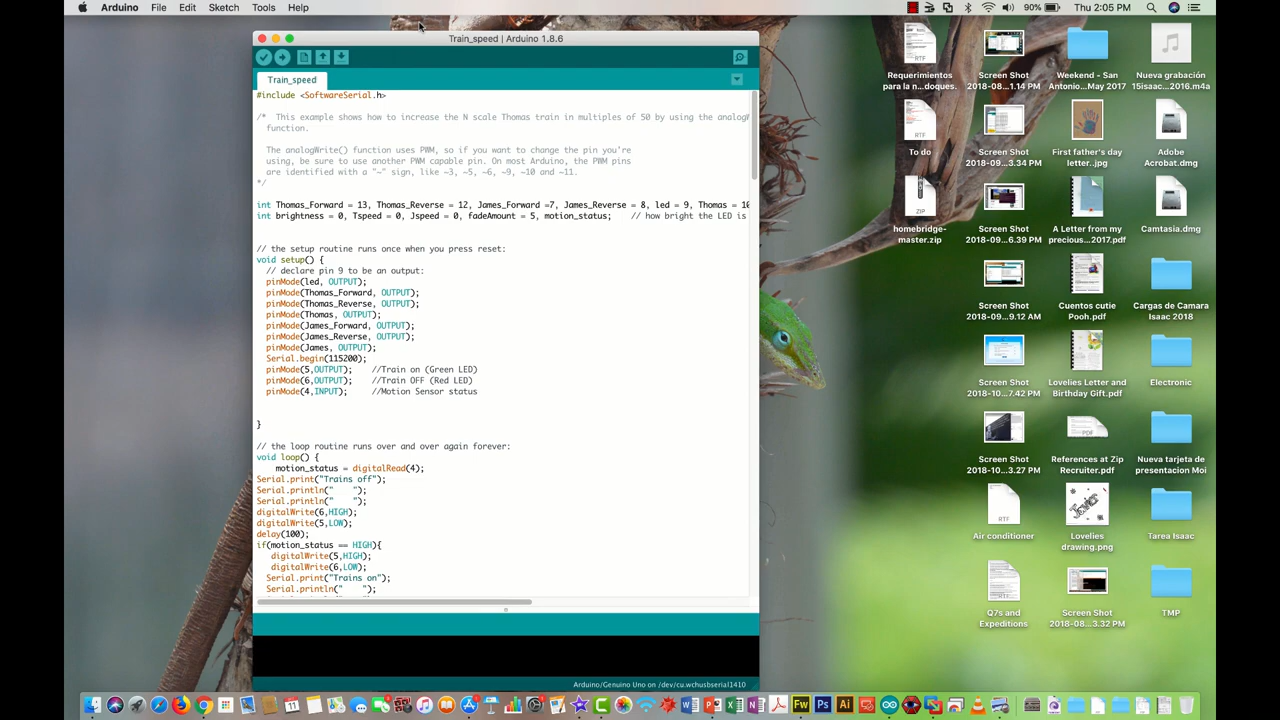 Arduino File Edit Sketch Tools Help
90% Thu 2:05 PM
Train_speed | Arduino 1.8.6
Train_speed
#include <SoftwareSerial.h>
/*  This example shows how to increase the N scale Thomas train in multiples of 50 by using the analogW
function.
The analogWrite() function uses PWM, so if you want to change the pin you're
using, be sure to use another PWM capable pin. On most Arduino, the PWM pins
are identified with a "~" sign, like ~3, ~5, ~6, ~9, ~10 and ~11.
*/
int Thomas_Forward = 13, Thomas_Reverse = 12, James_Forward =7, James_Reverse = 8, led = 9, Thomas = 10
int brightness = 0, Tspeed = 0, Jspeed = 0, fadeAmount = 5, motion_status;    // how bright the LED is
// the setup routine runs once when you press reset:
void setup() {
// declare pin 9 to be an output:
pinMode(led, OUTPUT);
pinMode(Thomas_Forward, OUTPUT);
pinMode(Thomas_Reverse, OUTPUT);
pinMode(Thomas, OUTPUT);
pinMode(James_Forward, OUTPUT);
pinMode(James_Reverse, OUTPUT);
pinMode(James, OUTPUT);
Serial.begin(115200);
pinMode(5,OUTPUT);    //Train on (Green LED)
pinMode(6,OUTPUT);    //Train OFF (Red LED)
pinMode(4,INPUT);     //Motion Sensor status
}
// the loop routine runs over and over again forever:
void loop() {
motion_status = digitalRead(4);
Serial.print("Trains off");
Serial.println("    ");
Serial.println("    ");
digitalWrite(6,HIGH);
digitalWrite(5,LOW);
delay(100);
if(motion_status == HIGH){
digitalWrite(5,HIGH);
digitalWrite(6,LOW);
Serial.print("Trains on");
Serial.println("    ");
Arduino/Genuino Uno on /dev/cu.wchusbserial1410
RTF
Requerimientos
para la n...doques.
Screen Shot
2018-08...1.14 PM
Weekend - San
Antonio...May 2017
Nueva grabación
15isaac...2016.m4a
RTF
To do
Screen Shot
2018-09...3.34 PM
First father's day
letter..jpg
Adobe
Acrobat.dmg
ZIP
homebridge-
master.zip
Screen Shot
2018-09...6.39 PM
A Letter from my
precious...2017.pdf
Camtasia.dmg
Screen Shot
2018-09...9.12 AM
Cuentos cutie
Pooh.pdf
Cargas de Camara
Isaac 2018
Screen Shot
2018-10...7.42 PM
Lovelies Letter and
Birthday Gift.pdf
Electronic
Screen Shot
2018-10...3.27 PM
PDF
References at Zip
Recruiter.pdf
Nueva tarjeta de
presentacion Moi
RTF
Air conditioner
Lovelies
drawing.png
Tarea Isaac
RTF
Q7s and
Expeditions
Screen Shot
2018-08...3.32 PM
TMP
Fw Ps Ai